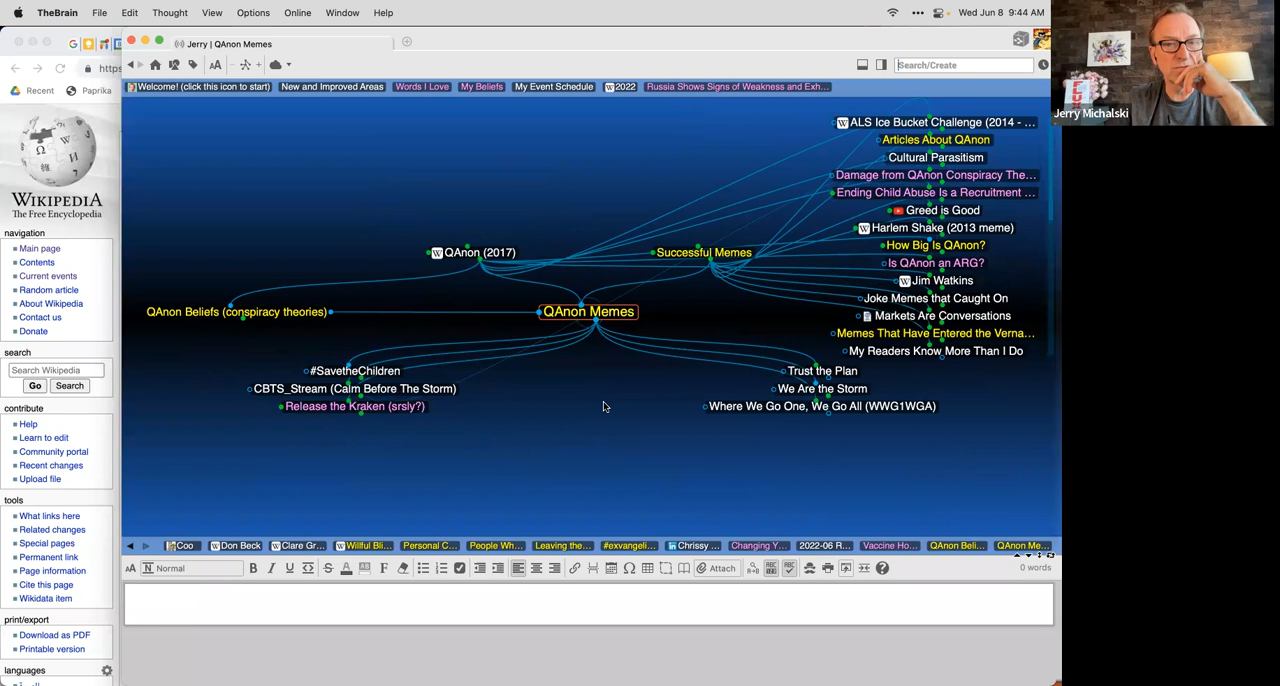 TheBrain File Edit Thought View Options Online Window Help
Wed Jun 8 9:44 AM
Jerry | QAnon Memes
https
Recent Paprika
Search/Create
Welcome! (click this icon to start) New and Improved Areas Words I Love My Beliefs My Event Schedule 2022 Russia Shows Signs of Weakness and Exh...
WIKIPEDIA
The Free Encyclopedia
navigation
Main page
Contents
Current events
Random article
About Wikipedia
Contact us
Donate
search
Search Wikipedia
Go Search
contribute
Help
Learn to edit
Community portal
Recent changes
Upload file
tools
What links here
Related changes
Special pages
Permanent link
Page information
Cite this page
Wikidata item
print/export
Download as PDF
Printable version
languages
ALS Ice Bucket Challenge (2014 - ...
Articles About QAnon
Cultural Parasitism
Damage from QAnon Conspiracy The...
Ending Child Abuse Is a Recruitment ...
Greed is Good
Harlem Shake (2013 meme)
How Big Is QAnon?
Is QAnon an ARG?
Jim Watkins
Joke Memes that Caught On
Markets Are Conversations
Memes That Have Entered the Verna...
My Readers Know More Than I Do
QAnon (2017)
Successful Memes
QAnon Beliefs (conspiracy theories)
QAnon Memes
#SavetheChildren
CBTS_Stream (Calm Before The Storm)
Release the Kraken (srsly?)
Trust the Plan
We Are the Storm
Where We Go One, We Go All (WWG1WGA)
Coo Don Beck Clare Gr... Willful Bli... Personal C... People Wh... Leaving the... #exvangeli... Chrissy ... Changing Y... 2022-06 R... Vaccine Ho... QAnon Beli... QAnon Me...
Normal
Attach
0 words
Jerry Michalski